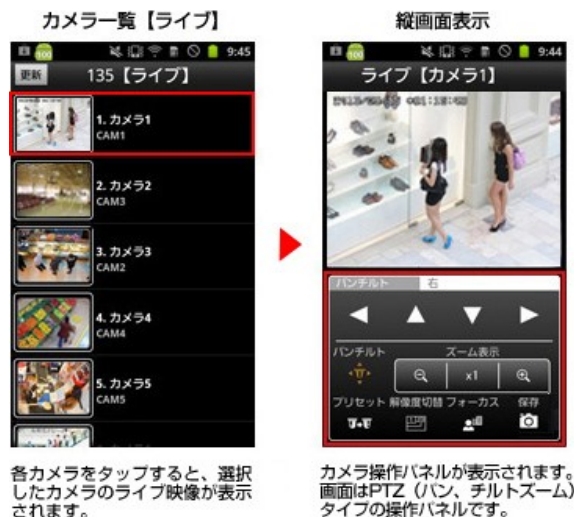 カメラ一覧【ライブ】
100
9:45
更新
135【ライブ】
1. カメラ1
CAM1
2. カメラ2
CAM3
3. カメラ3
CAM2
4. カメラ4
CAM4
5. カメラ5
CAM5
各カメラをタップすると、選択
したカメラのライブ映像が表示
されます。
縦画面表示
100
9:44
ライブ【カメラ1】
パンチルト
右
パンチルト
ズーム表示
x1
プリセット 解像度切替 フォーカス 保存
カメラ操作パネルが表示されます。
画面はPTZ(パン、チルトズーム)
タイプの操作パネルです。